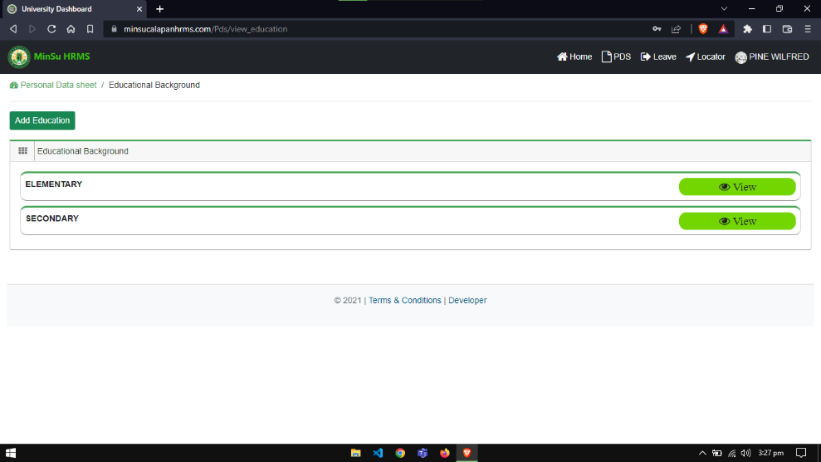 University Dashboard
minsucalapanhrms.com/Pds/view_education
MinSu HRMS Home PDS Leave Locator PINE WILFRED
Personal Data sheet / Educational Background
Add Education
Educational Background
ELEMENTARY View
SECONDARY View
© 2021 | Terms & Conditions | Developer
3:27 pm